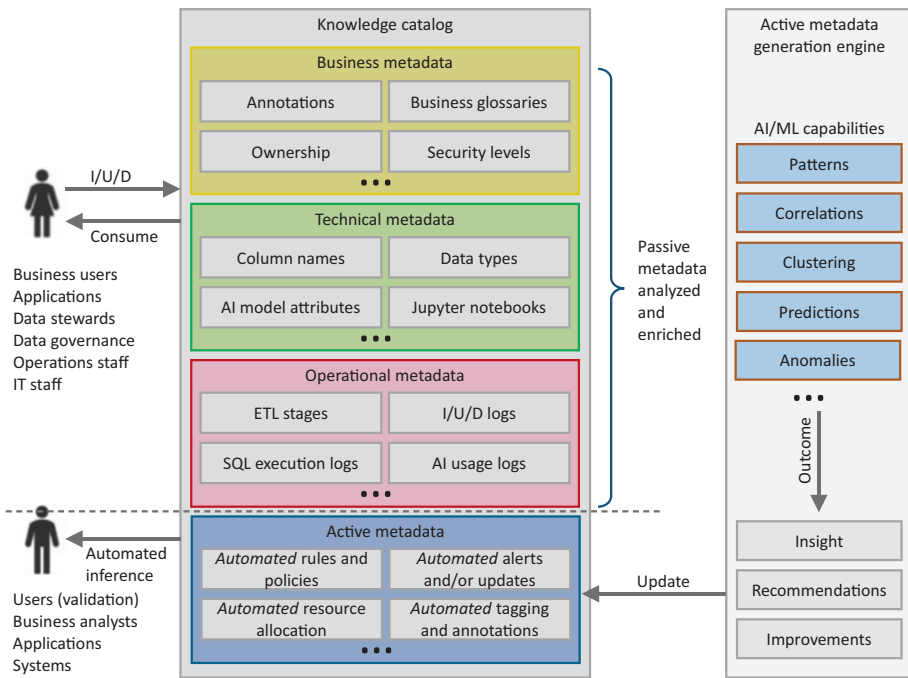 Knowledge catalog
Business metadata
Annotations
Business glossaries
Ownership
Security levels
Technical metadata
Column names
Data types
AI model attributes
Jupyter notebooks
Operational metadata
ETL stages
I/U/D logs
SQL execution logs
AI usage logs
Active metadata
Automated rules and
policies
Automated alerts
and/or updates
Automated resource
allocation
Automated tagging
and annotations
I/U/D
Consume
Business users
Applications
Data stewards
Data governance
Operations staff
IT staff
Automated
inference
Users (validation)
Business analysts
Applications
Systems
Passive
metadata
analyzed
and
enriched
Update
Active metadata
generation engine
AI/ML capabilities
Patterns
Correlations
Clustering
Predictions
Anomalies
Outcome
Insight
Recommendations
Improvements